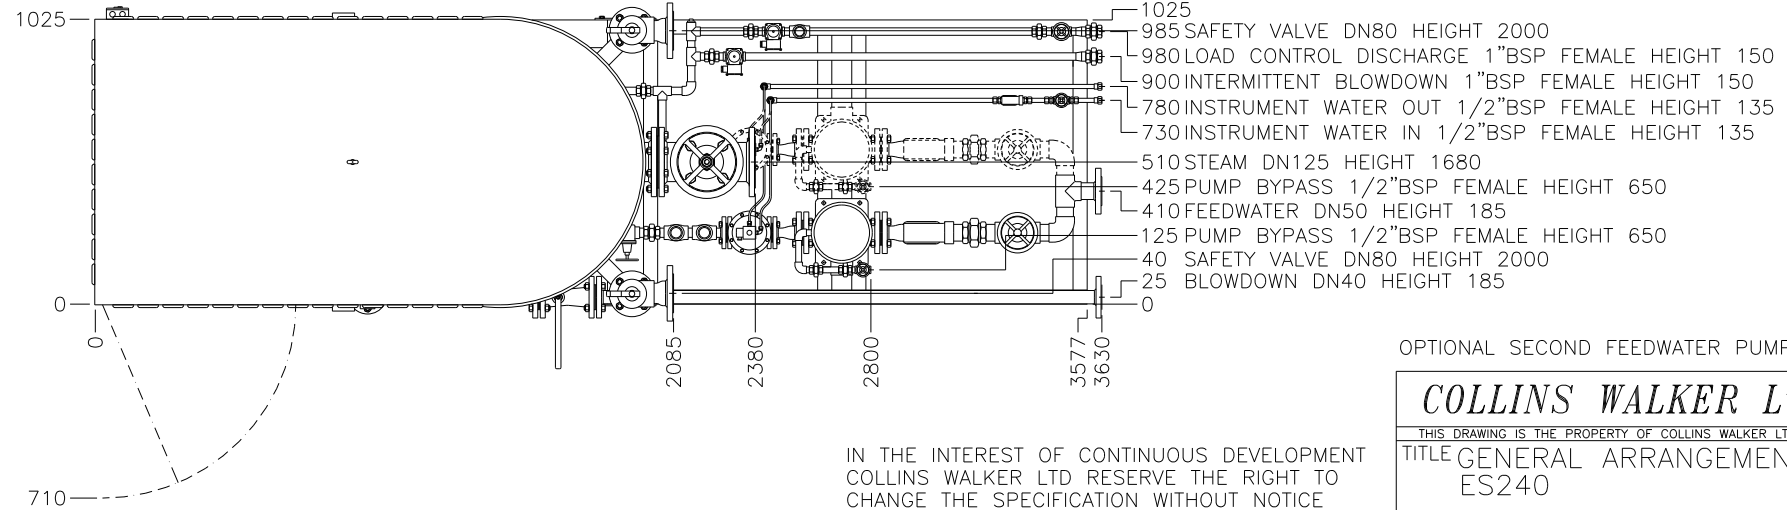 1025
0
710
0
2085
2380
2800
3577
3630
1025
985 SAFETY VALVE DN80 HEIGHT 2000
980 LOAD CONTROL DISCHARGE 1"BSP FEMALE HEIGHT 150
900 INTERMITTENT BLOWDOWN 1"BSP FEMALE HEIGHT 150
780 INSTRUMENT WATER OUT 1/2"BSP FEMALE HEIGHT 135
730 INSTRUMENT WATER IN 1/2"BSP FEMALE HEIGHT 135
510 STEAM DN125 HEIGHT 1680
425 PUMP BYPASS 1/2"BSP FEMALE HEIGHT 650
410 FEEDWATER DN50 HEIGHT 185
125 PUMP BYPASS 1/2"BSP FEMALE HEIGHT 650
40 SAFETY VALVE DN80 HEIGHT 2000
25 BLOWDOWN DN40 HEIGHT 185
0
IN THE INTEREST OF CONTINUOUS DEVELOPMENT
COLLINS WALKER LTD RESERVE THE RIGHT TO
CHANGE THE SPECIFICATION WITHOUT NOTICE
OPTIONAL SECOND FEEDWATER PUMP
COLLINS WALKER L
THIS DRAWING IS THE PROPERTY OF COLLINS WALKER LT
TITLE GENERAL ARRANGEMEN
ES240